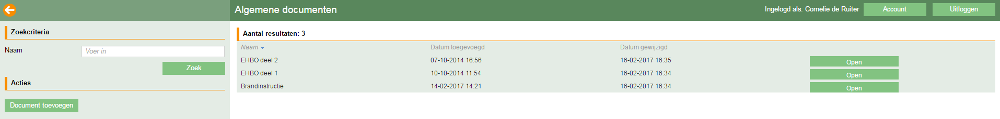 Algemene documenten
Ingelogd als: Cornelie de Ruiter Account Uitloggen
Zoekcriteria
Naam Voer in
Zoek
Acties
Document toevoegen
Aantal resultaten: 3
Naam Datum toegevoegd Datum gewijzigd
EHBO deel 2 07-10-2014 16:56 16-02-2017 16:35 Open
EHBO deel 1 10-10-2014 11:54 16-02-2017 16:34 Open
Brandinstructie 14-02-2017 14:21 16-02-2017 16:34 Open